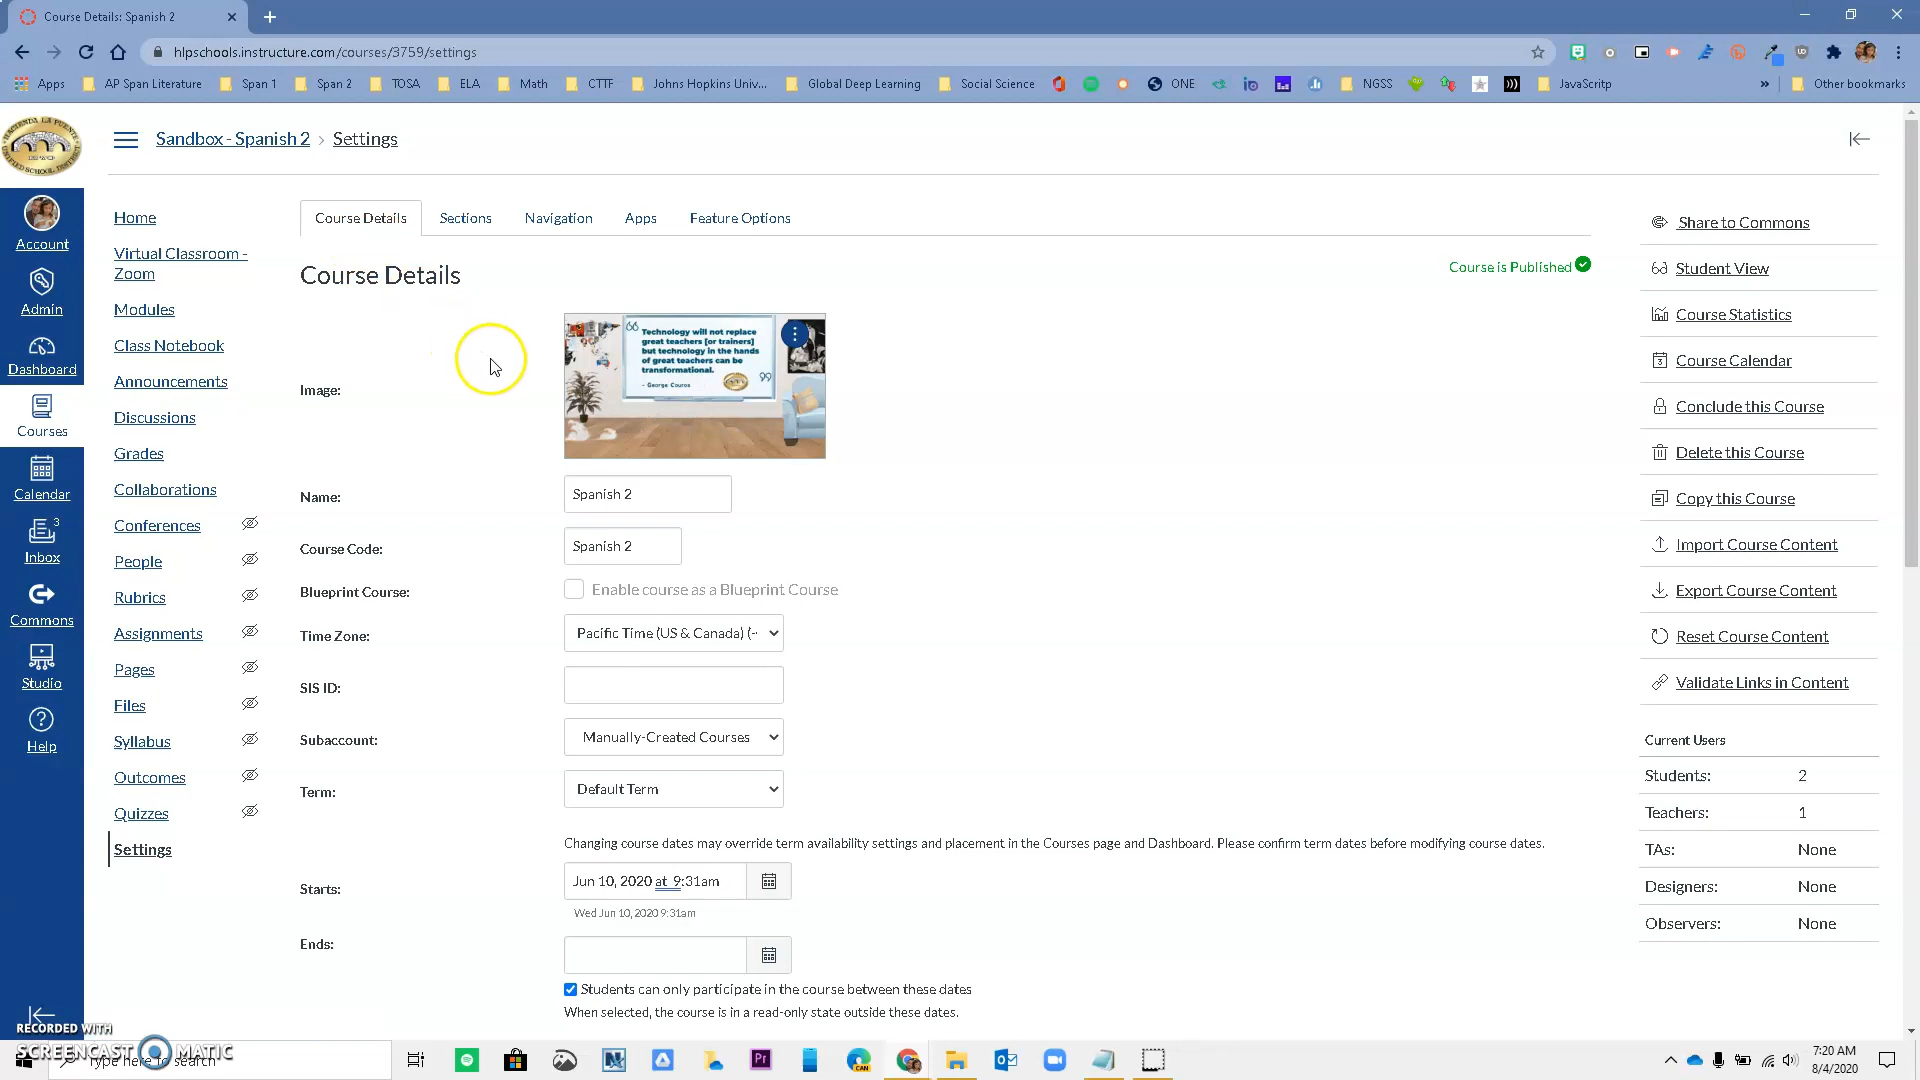 Course Details: Spanish 2
hlpschools.instructure.com/courses/3759/settings
Apps
AP Span Literature
Span 1
Span 2
TOSA
ELA
Math
CTTF
Johns Hopkins Univ...
Global Deep Learning
Social Science
ONE
NGSS
JavaScritp
»
Other bookmarks
Sandbox - Spanish 2 › Settings
Account
Admin
Dashboard
Courses
Calendar
3
Inbox
Commons
Studio
Help
Home
Virtual Classroom -
Zoom
Modules
Class Notebook
Announcements
Discussions
Grades
Collaborations
Conferences
People
Rubrics
Assignments
Pages
Files
Syllabus
Outcomes
Quizzes
Settings
Course Details
Sections
Navigation
Apps
Feature Options
Course Details
Course is Published
Image:
“ Technology will not replace
great teachers [or trainers]
but technology in the hands
of great teachers can be
transformational.
- George Couros ”
Name:
Spanish 2
Course Code:
Spanish 2
Blueprint Course:
Enable course as a Blueprint Course
Time Zone:
Pacific Time (US & Canada) (-
SIS ID:
Subaccount:
Manually-Created Courses
Term:
Default Term
Changing course dates may override term availability settings and placement in the Courses page and Dashboard. Please confirm term dates before modifying course dates.
Starts:
Jun 10, 2020 at 9:31am
Wed Jun 10, 2020 9:31am
Ends:
Students can only participate in the course between these dates
When selected, the course is in a read-only state outside these dates.
Share to Commons
Student View
Course Statistics
Course Calendar
Conclude this Course
Delete this Course
Copy this Course
Import Course Content
Export Course Content
Reset Course Content
Validate Links in Content
Current Users
Students: 2
Teachers: 1
TAs: None
Designers: None
Observers: None
RECORDED WITH
SCREENCAST MATIC
Type here to search
Pr
CAN
7:20 AM
8/4/2020